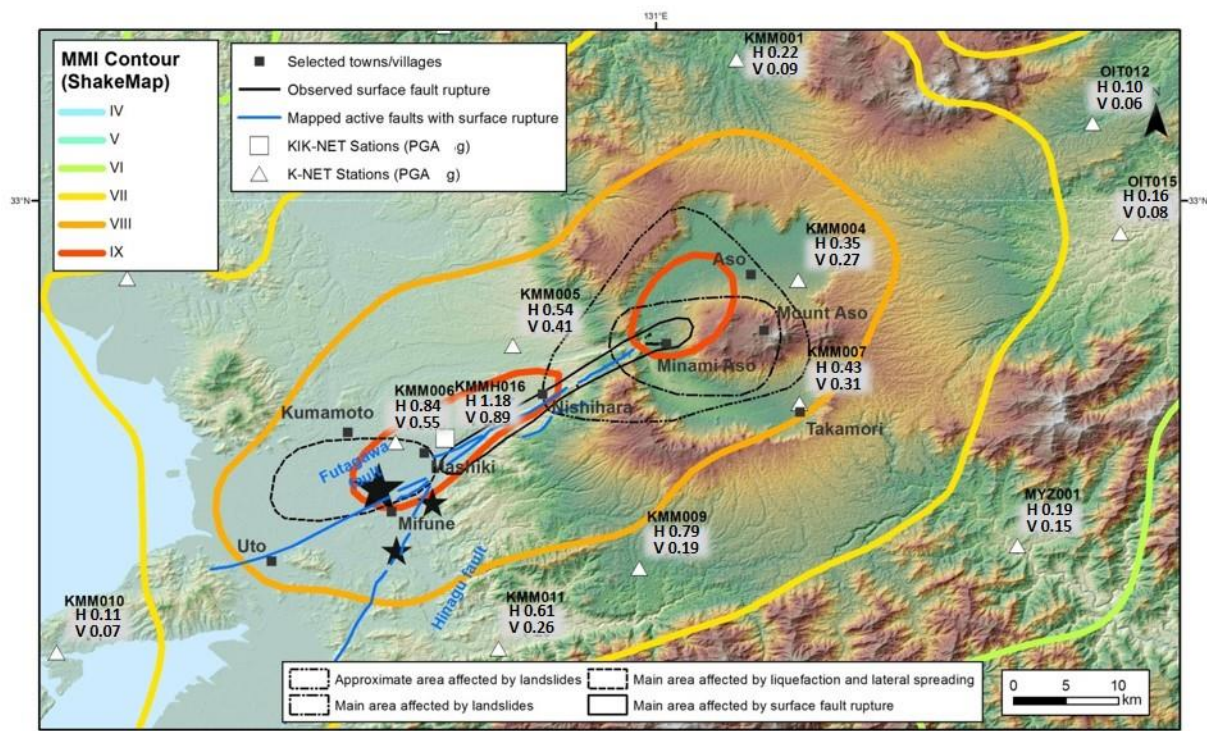 131°E
MMI Contour
(ShakeMap)
IV
V
VI
VII
VIII
IX
Selected towns/villages
Observed surface fault rupture
Mapped active faults with surface rupture
KIK-NET Sations (PGA g)
K-NET Stations (PGA g)
KMM001
H 0.22
V 0.09
OIT012
H 0.10
V 0.06
33°N
33°N
OIT015
H 0.16
V 0.08
KMM004
H 0.35
V 0.27
Aso
KMM005
H 0.54
V 0.41
Mount Aso
Minami Aso
KMM007
H 0.43
V 0.31
KMM006
H 0.84
V 0.55
KMMH016
H 1.18
V 0.89
Nishihara
Kumamoto
Takamori
Futagawa
fault
Mashiki
Mifune
Uto
Hinagu fault
KMM009
H 0.79
V 0.19
MYZ001
H 0.19
V 0.15
KMM010
H 0.11
V 0.07
KMM011
H 0.61
V 0.26
Approximate area affected by landslides
Main area affected by liquefaction and lateral spreading
Main area affected by landslides
Main area affected by surface fault rupture
0 5 10
km